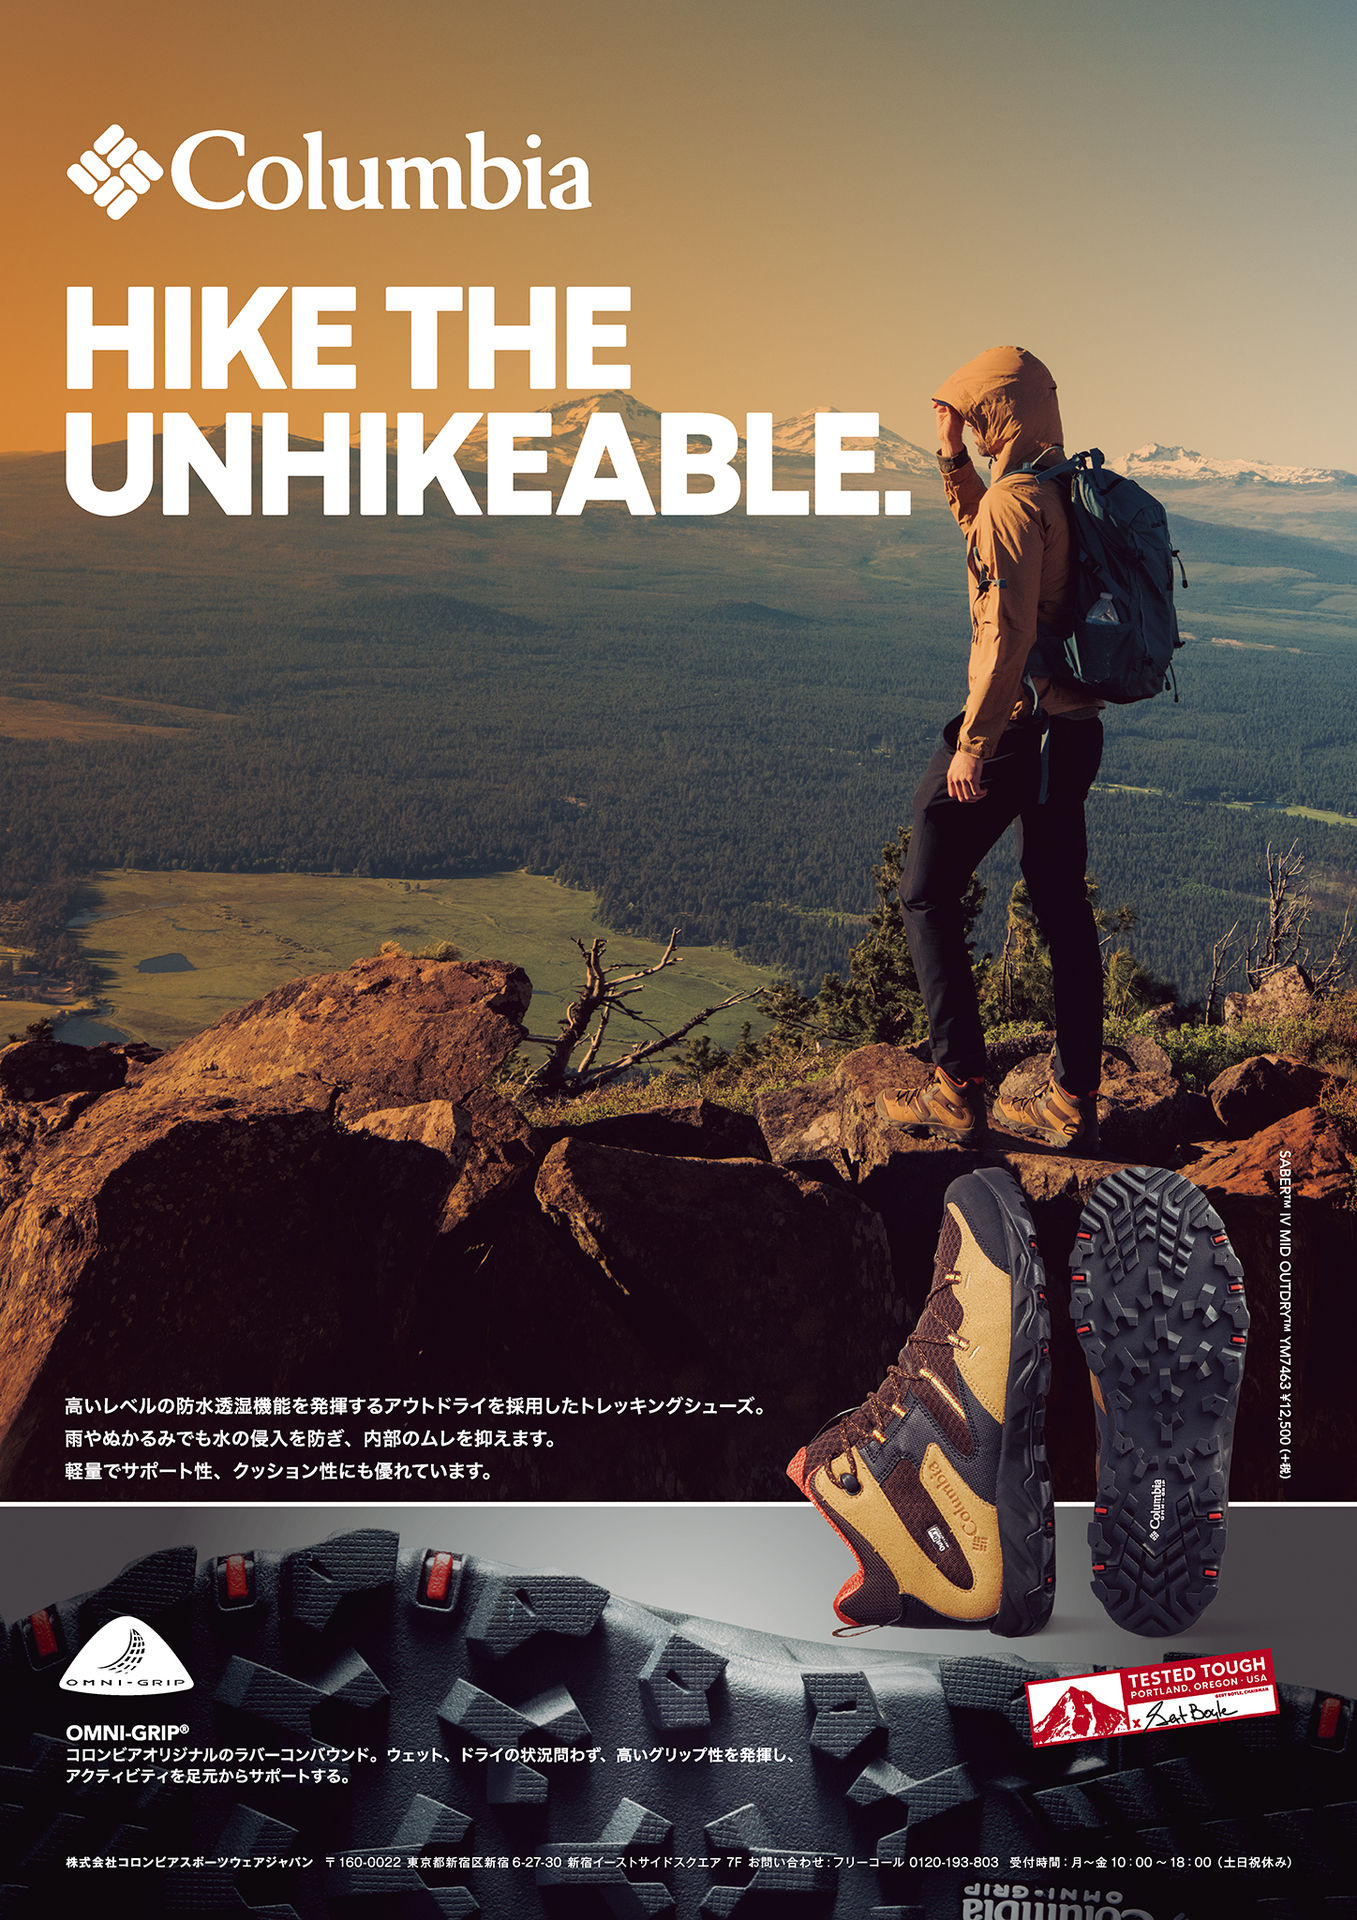 Columbia
HIKE THE
UNHIKEABLE.
SABER™ IV MID OUTDRY™ YM7463 ¥12,500 (+税)
高いレベルの防水透湿機能を発揮するアウトドライを採用したトレッキングシューズ。
雨やぬかるみでも水の侵入を防ぎ、内部のムレを抑えます。
軽量でサポート性、クッション性にも優れています。
Columbia
Columbia
OMNI-GRIP
OMNI-GRIP
TESTED TOUGH
PORTLAND, OREGON · USA
GERT BOYLE, CHAIRMAN
x Gert Boyle
OMNI-GRIP®
コロンビアオリジナルのラバーコンパウンド。ウェット、ドライの状況問わず、高いグリップ性を発揮し、
アクティビティを足元からサポートする。
株式会社コロンビアスポーツウェアジャパン 〒160-0022 東京都新宿区新宿 6-27-30 新宿イーストサイドスクエア 7F お問い合わせ : フリーコール 0120-193-803 受付時間 : 月〜金 10 : 00 〜 18 : 00 (土日祝休み)
Columbia
OMNI-GRIP